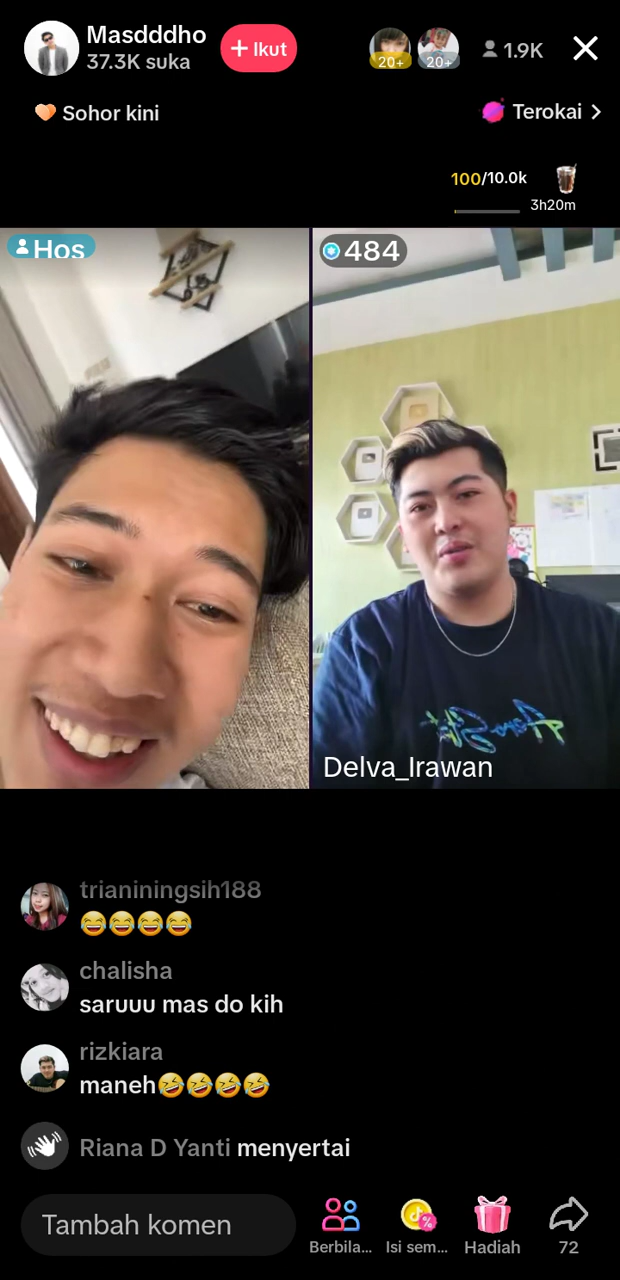 Masdddho
37.3K suka
+ Ikut
20+
20+
1.9K
Sohor kini
Terokai
100/10.0k
3h20m
Hos
484
Delva_Irawan
trianiningsih188
😂😂😂😂
chalisha
saruuu mas do kih
rizkiara
maneh🤣🤣🤣🤣
Riana D Yanti menyertai
Tambah komen
Berbila...
Isi sem...
Hadiah
72